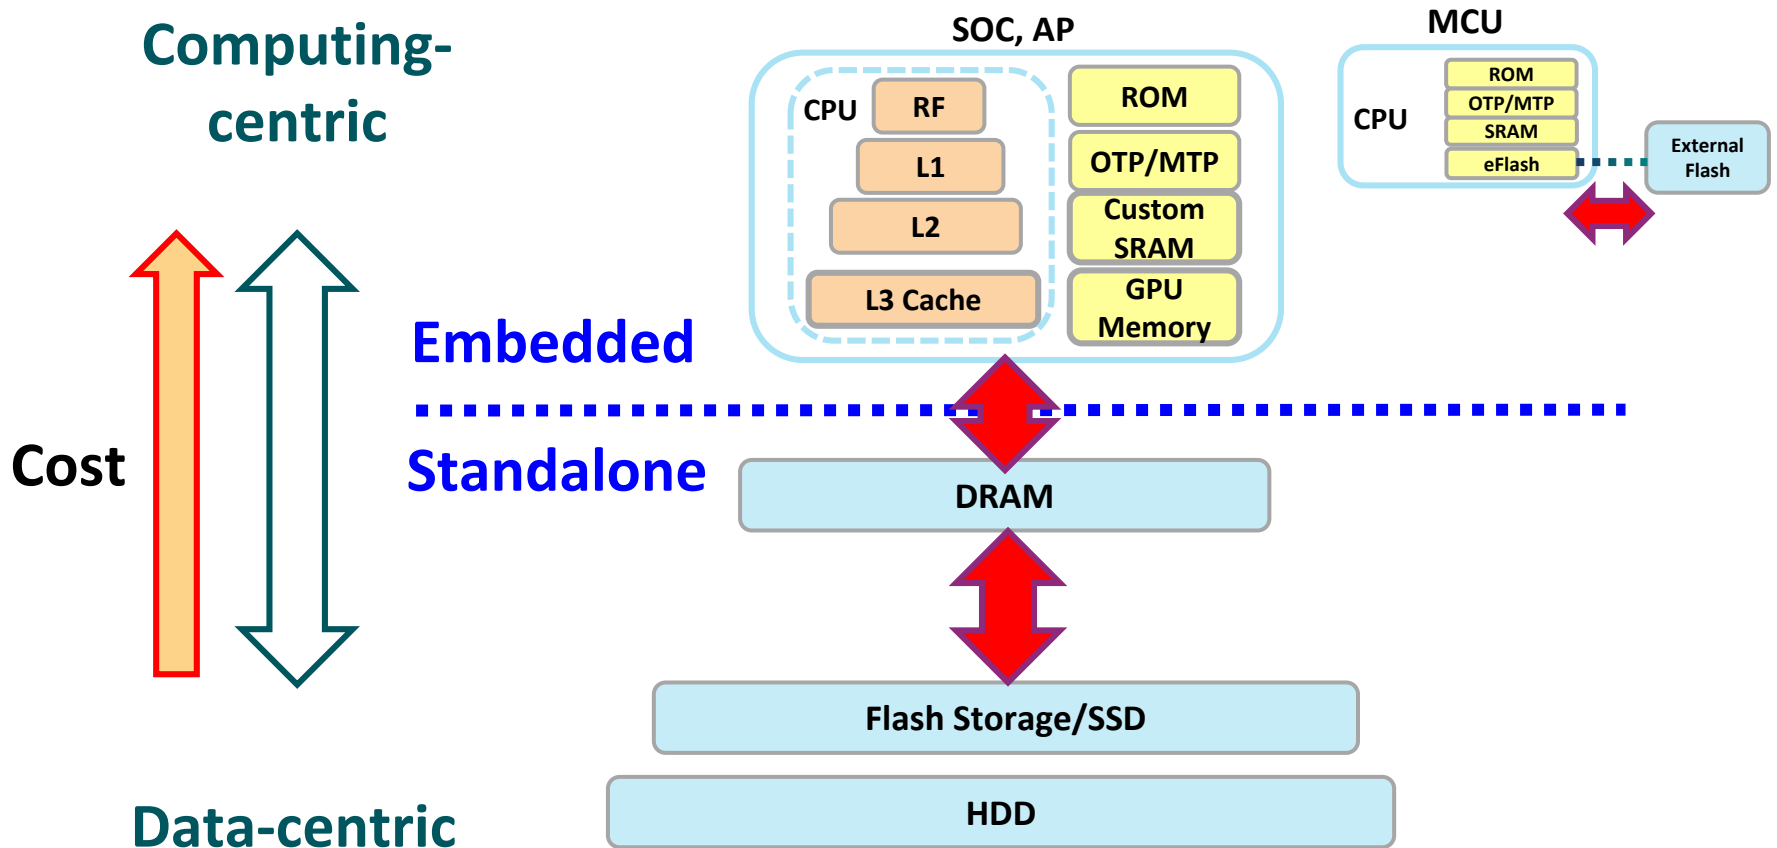 Computing-
centric
Cost
Data-centric
Embedded
Standalone
SOC, AP
CPU
RF
L1
L2
L3 Cache
ROM
OTP/MTP
Custom
SRAM
GPU
Memory
MCU
CPU
ROM
OTP/MTP
SRAM
eFlash
External
Flash
DRAM
Flash Storage/SSD
HDD